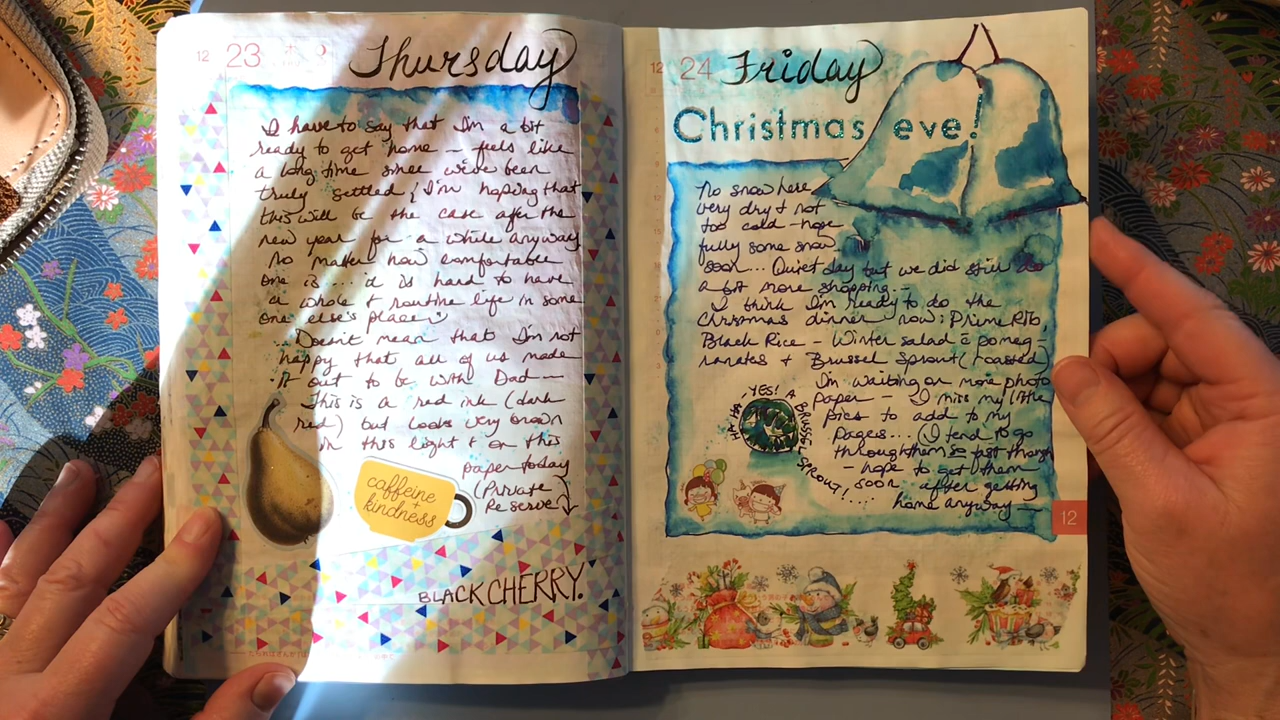 12 23
Thursday
I have to say that I'm a bit
ready to get home – feels like
a long time since we've been
truly settled & I'm hoping that
this will be the case after the
new year for a while anyway.
No matter how comfortable
one is... it is hard to have
a whole + routine life in some
one else's place
...Doesn't mean that I'm not
happy that all of us made
it out to be with Dad—
This is a red ink (dark
red) but looks very brown
in this light + on this
paper today
(Private
Reserve)
caffeine
+
kindness
BLACK CHERRY.
12 24 Friday
Christmas eve!
No snow here
very dry + not
too cold – hope
fully some snow
soon... Quiet day but we did still do
a bit more shopping...
I think I'm ready to do the
Christmas dinner now: Prime Rib,
Black Rice – Winter salad c̄ pomeg-
ranates + Brussel Sprout (roasted)
I'm waiting on more photo
paper – I miss my little
pics to add to my
pages... (I tend to go
through them so fast though
– hope to get them
soon after getting
home anyway —
HA HA, YES! A BRUSSEL SPROUT!....
12